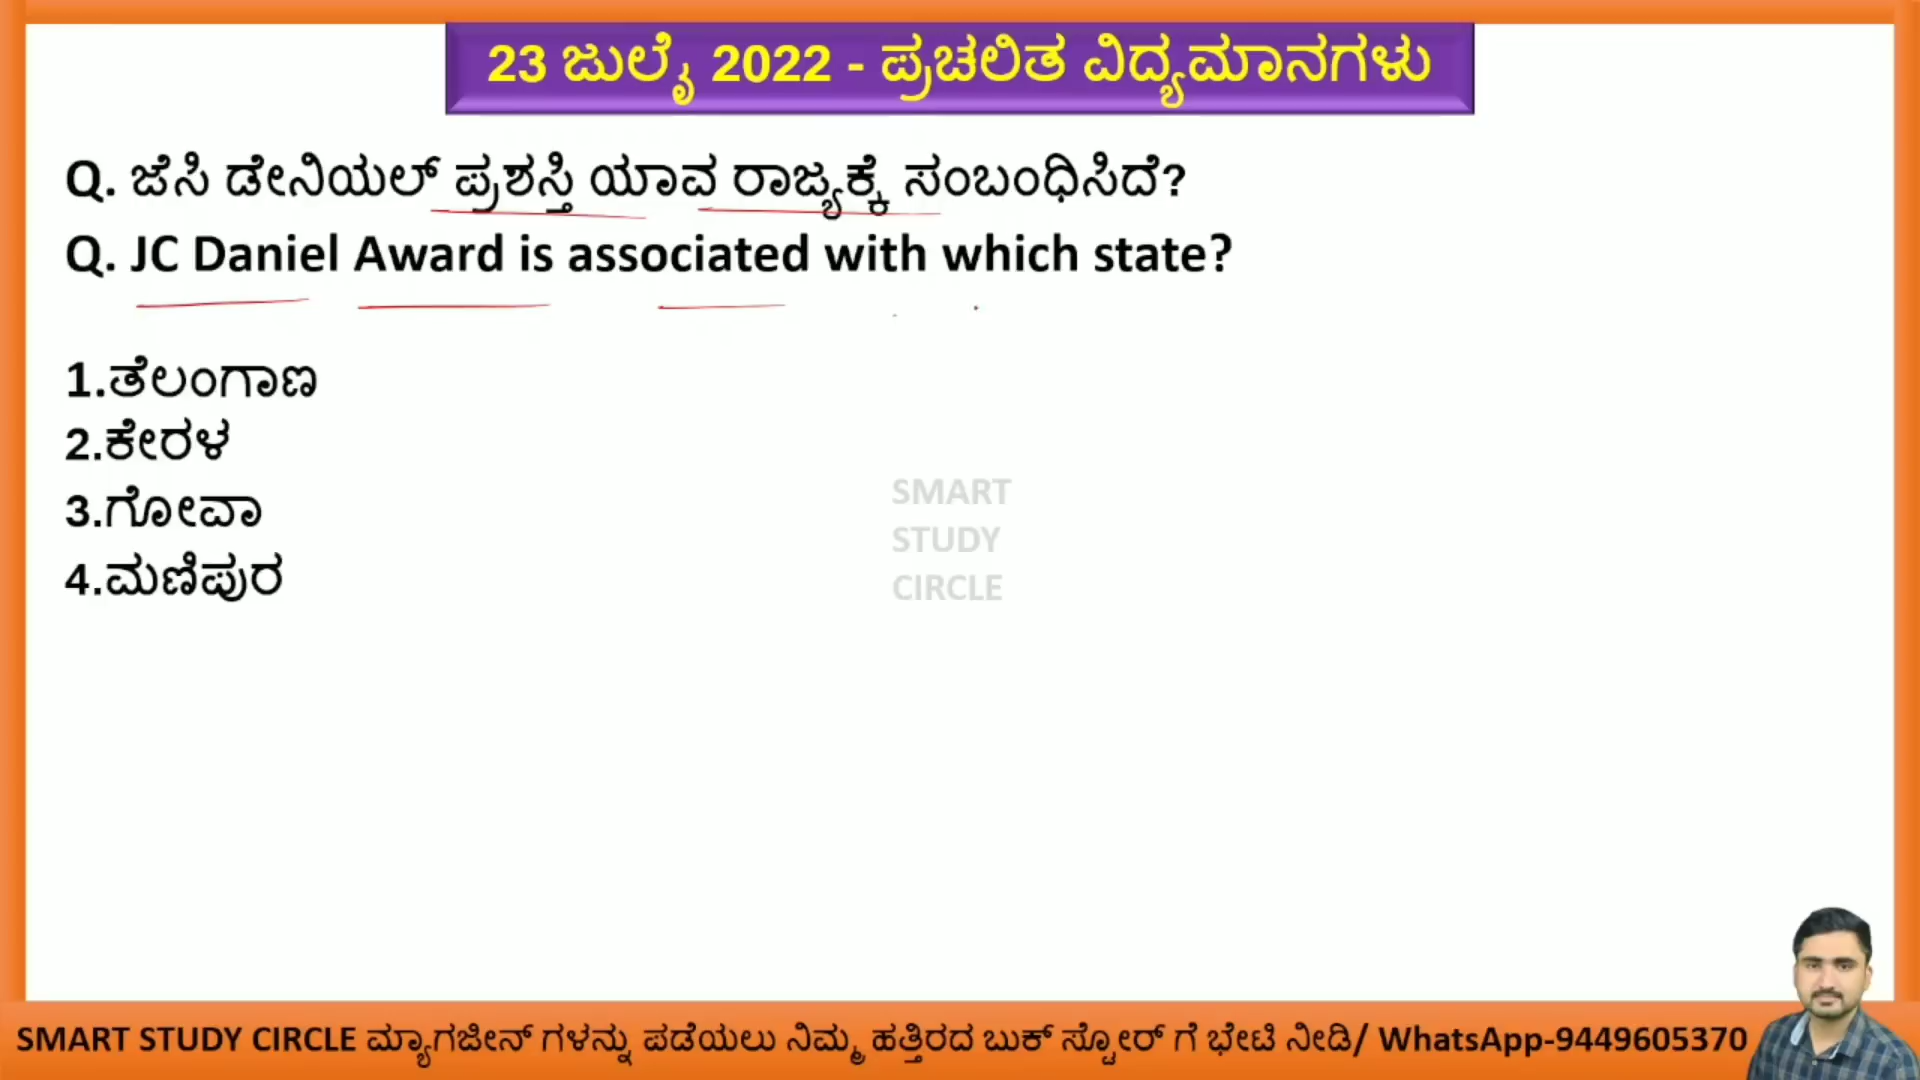 23 ಜುಲೈ 2022 - ಪ್ರಚಲಿತ ವಿದ್ಯಮಾನಗಳು
Q. ಜೆಸಿ ಡೇನಿಯಲ್ ಪ್ರಶಸ್ತಿ ಯಾವ ರಾಜ್ಯಕ್ಕೆ ಸಂಬಂಧಿಸಿದೆ?
Q. JC Daniel Award is associated with which state?
1.ತೆಲಂಗಾಣ
2.ಕೇರಳ
3.ಗೋವಾ
4.ಮಣಿಪುರ
SMART
STUDY
CIRCLE
SMART STUDY CIRCLE ಮ್ಯಾಗಜೀನ್ ಗಳನ್ನು ಪಡೆಯಲು ನಿಮ್ಮ ಹತ್ತಿರದ ಬುಕ್ ಸ್ಟೋರ್ ಗೆ ಭೇಟಿ ನೀಡಿ/ WhatsApp-9449605370